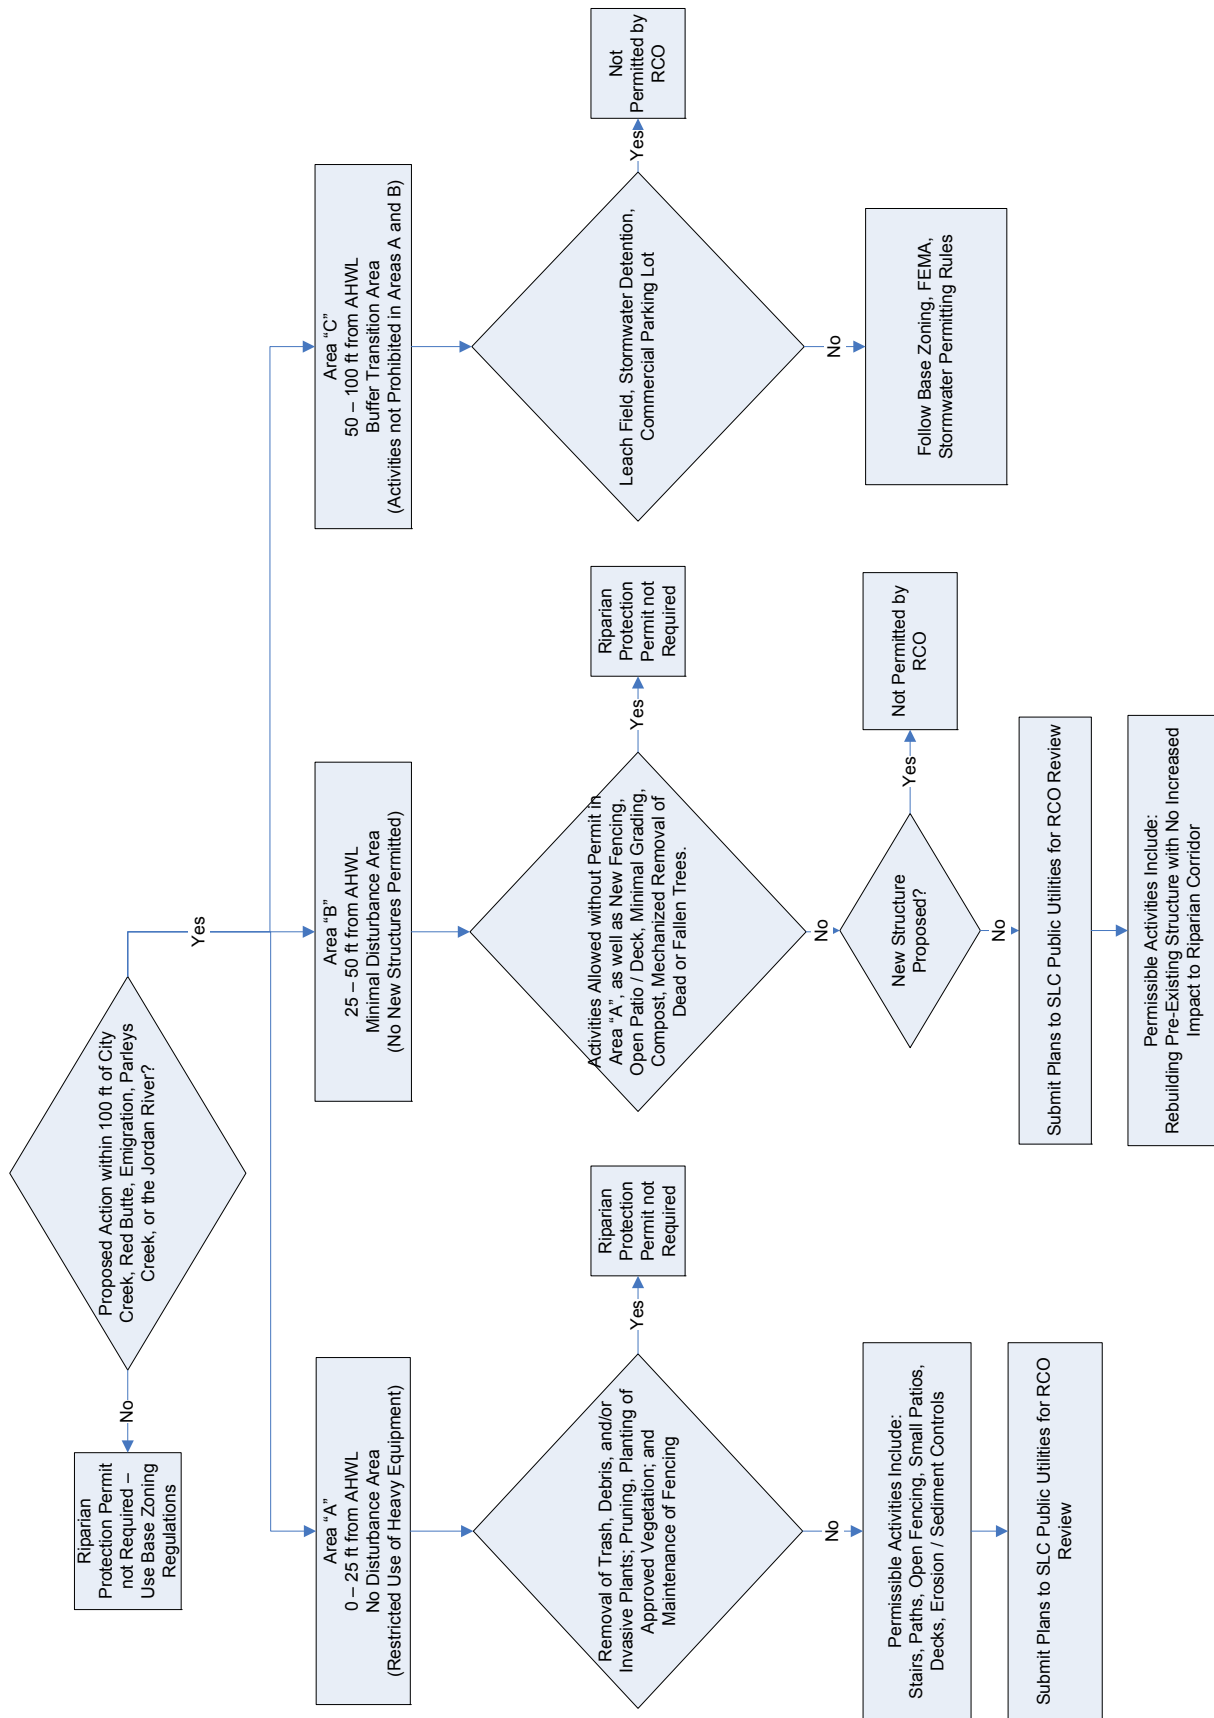 Proposed Action within 100 ft of City
Creek, Red Butte, Emigration, Parleys
Creek, or the Jordan River?
No
Riparian
Protection Permit
not Required –
Use Base Zoning
Regulations
Yes
Area “A”
0 – 25 ft from AHWL
No Disturbance Area
(Restricted Use of Heavy Equipment)
Removal of Trash, Debris, and/or
Invasive Plants; Pruning, Planting of
Approved Vegetation; and
Maintenance of Fencing
Yes
Riparian
Protection
Permit not
Required
No
Permissible Activities Include:
Stairs, Paths, Open Fencing, Small Patios,
Decks, Erosion / Sediment Controls
Submit Plans to SLC Public Utilities for RCO
Review
Area “B”
25 – 50 ft from AHWL
Minimal Disturbance Area
(No New Structures Permitted)
Activities Allowed without Permit in
Area “A”, as well as New Fencing,
Open Patio / Deck, Minimal Grading,
Compost, Mechanized Removal of
Dead or Fallen Trees.
Yes
Riparian
Protection
Permit not
Required
No
New Structure
Proposed?
Yes
Not Permitted by
RCO
No
Submit Plans to SLC Public Utilities for RCO Review
Permissible Activities Include:
Rebuilding Pre-Existing Structure with No Increased
Impact to Riparian Corridor
Area “C”
50 – 100 ft from AHWL
Buffer Transition Area
(Activities not Prohibited in Areas A and B)
Leach Field, Stormwater Detention,
Commercial Parking Lot
Yes
Not
Permitted by
RCO
No
Follow Base Zoning, FEMA,
Stormwater Permitting Rules